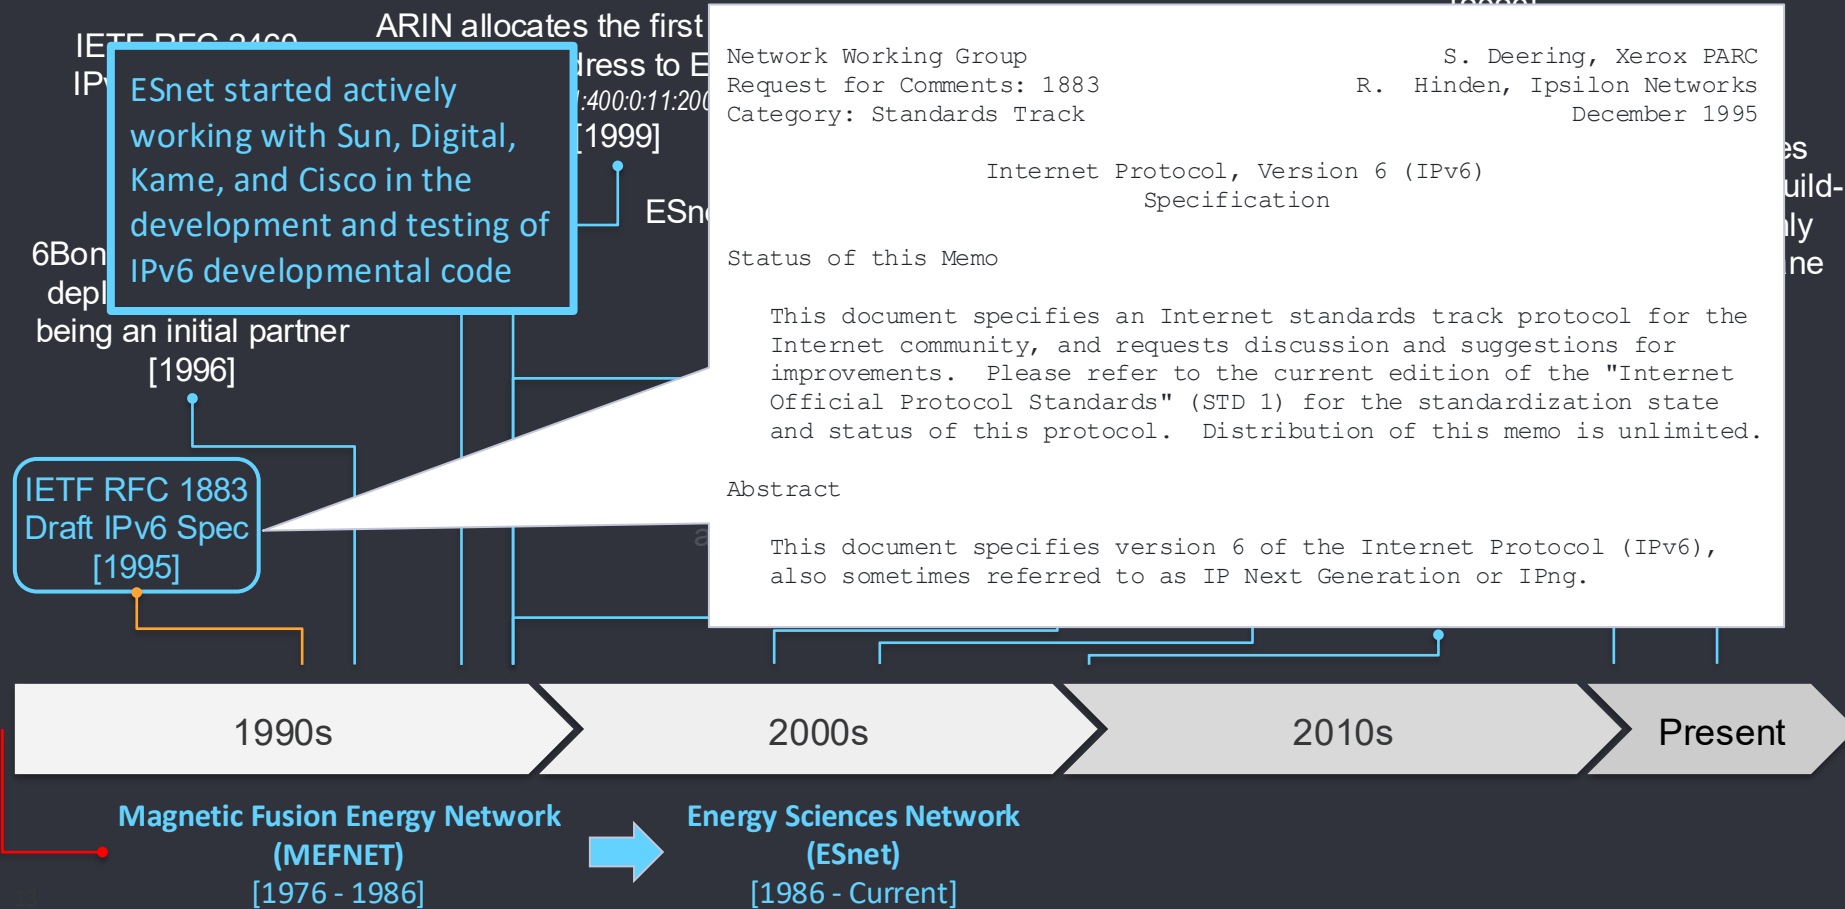 ARIN allocates the first
IETF RFC 2460
:400:0:11:200
[1999]
ESnet started actively
working with Sun, Digital,
Kame, and Cisco in the
development and testing of
IPv6 developmental code
being an initial partner
[1996]
IETF RFC 1883
Draft IPv6 Spec
[1995]
Network Working Group S. Deering, Xerox PARC
Request for Comments: 1883 R. Hinden, Ipsilon Networks
Category: Standards Track December 1995
Internet Protocol, Version 6 (IPv6)
Specification
Status of this Memo
This document specifies an Internet standards track protocol for the
Internet community, and requests discussion and suggestions for
improvements. Please refer to the current edition of the "Internet
Official Protocol Standards" (STD 1) for the standardization state
and status of this protocol. Distribution of this memo is unlimited.
Abstract
This document specifies version 6 of the Internet Protocol (IPv6),
also sometimes referred to as IP Next Generation or IPng.
1990s
2000s
2010s
Present
Magnetic Fusion Energy Network
(MEFNET)
[1976 - 1986]
Energy Sciences Network
(ESnet)
[1986 - Current]